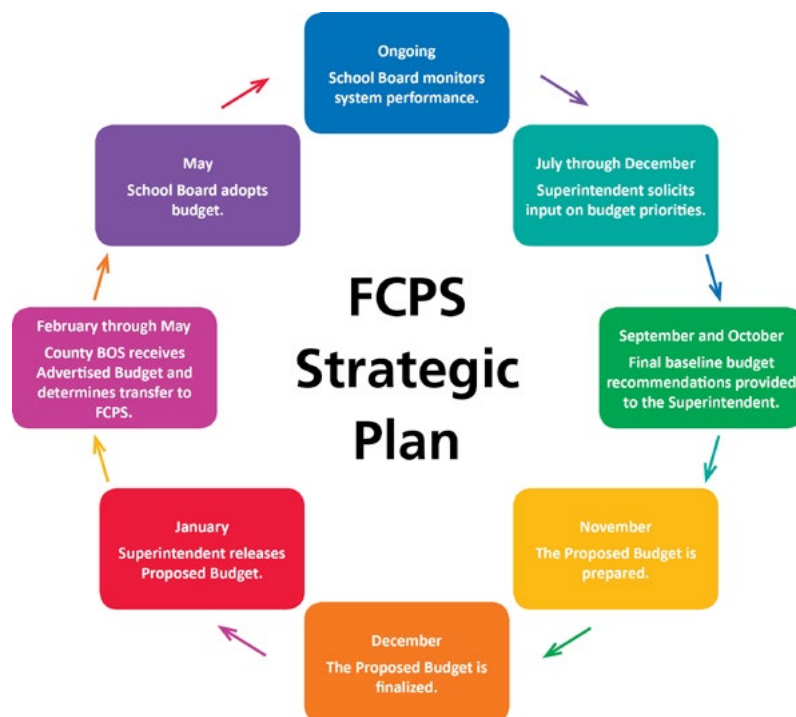 Ongoing
School Board monitors
system performance.
July through December
Superintendent solicits
input on budget priorities.
September and October
Final baseline budget
recommendations provided
to the Superintendent.
November
The Proposed Budget is
prepared.
December
The Proposed Budget is
finalized.
January
Superintendent releases
Proposed Budget.
February through May
County BOS receives
Advertised Budget and
determines transfer to
FCPS.
May
School Board adopts
budget.
FCPS
Strategic
Plan